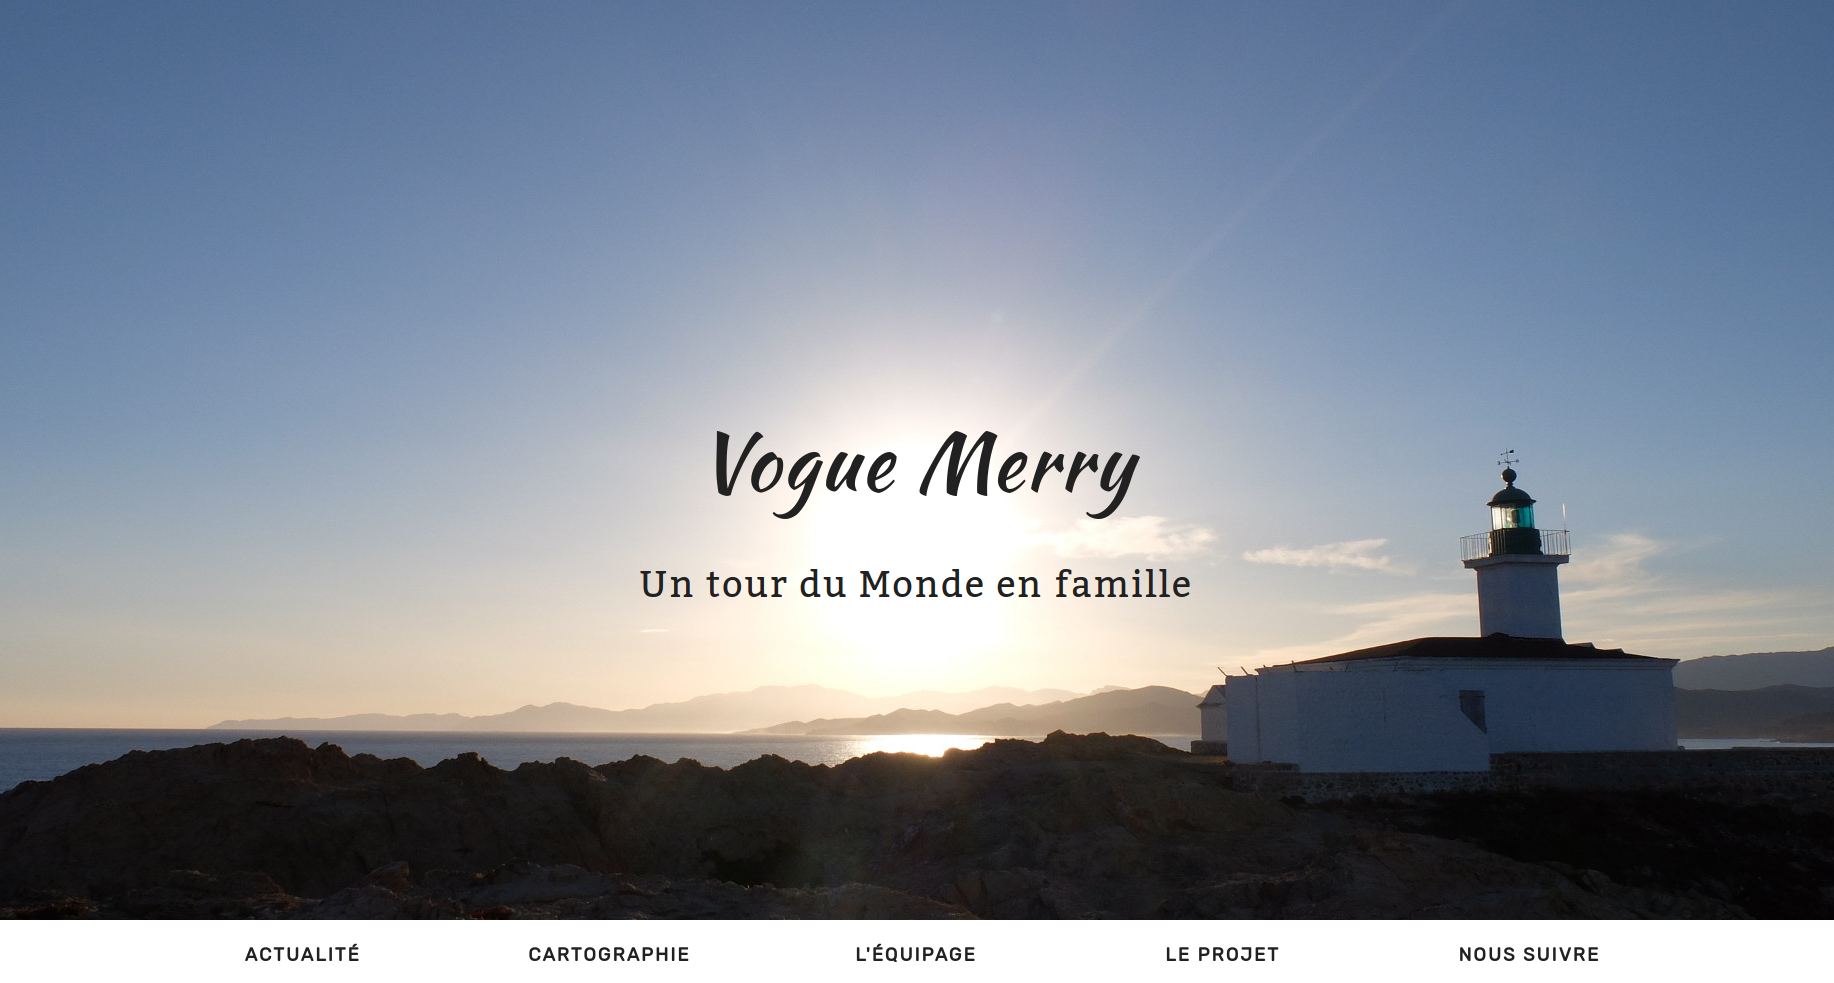 Vogue Merry
Un tour du Monde en famille
ACTUALITÉ
CARTOGRAPHIE
L'ÉQUIPAGE
LE PROJET
NOUS SUIVRE